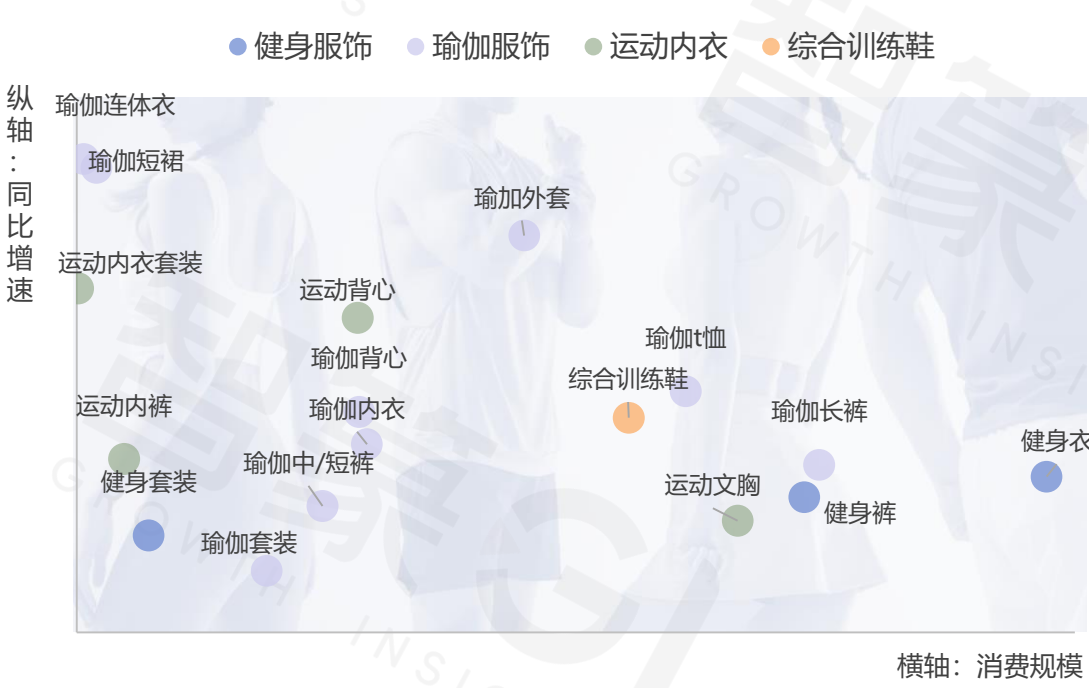 健身服饰 瑜伽服饰 运动内衣 综合训练鞋
纵轴：同比增速
瑜伽连体衣
瑜伽短裙
瑜加外套
运动内衣套装
运动背心
瑜伽t恤
瑜伽背心
综合训练鞋
运动内裤
瑜伽内衣
瑜伽长裤
健身衣
瑜伽中/短裤
健身套装
运动文胸
健身裤
瑜伽套装
横轴：消费规模
GROWTH INSI
GROWTH INSI